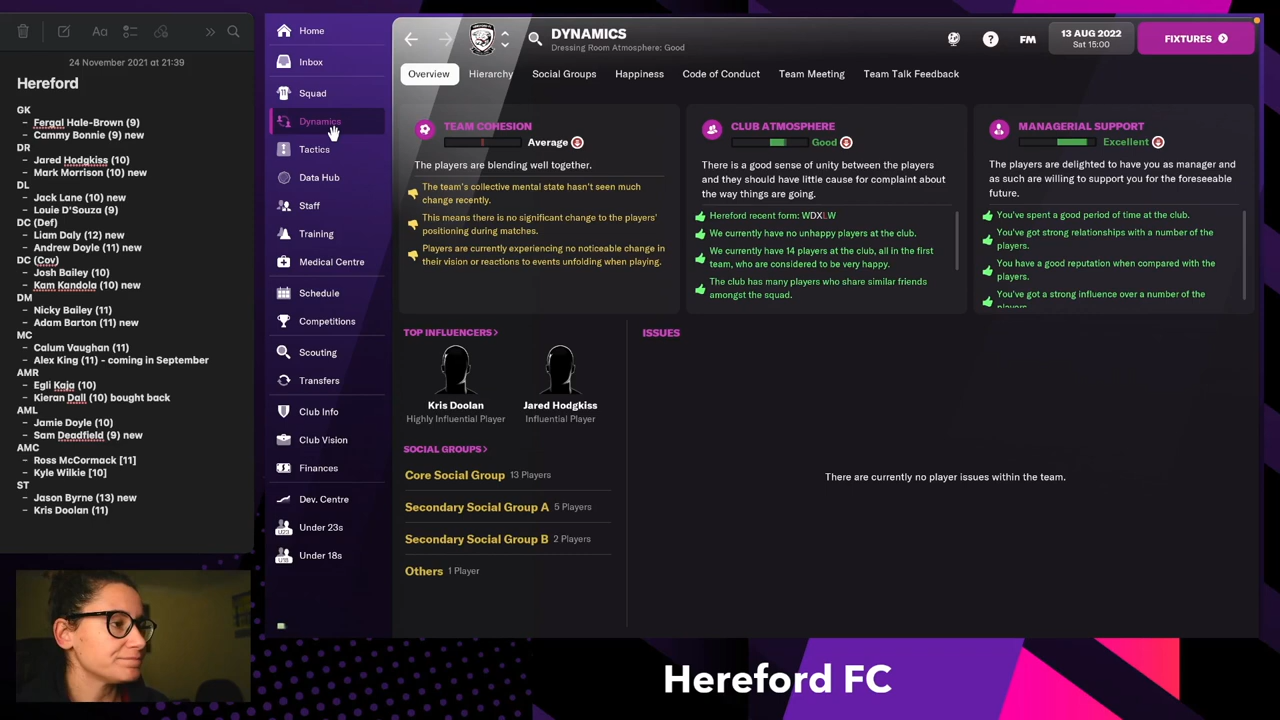 24 November 2021 at 21:39
Hereford
GK
– Fergal Hale-Brown (9)
– Cammy Bonnie (9) new
DR
– Jared Hodgkiss (10)
– Mark Morrison (10) new
DL
– Jack Lane (10) new
– Louie D'Souza (9)
DC (Def)
– Liam Daly (12) new
– Andrew Doyle (11) new
DC (Cov)
– Josh Bailey (10)
– Kam Kandola (10) new
DM
– Nicky Bailey (11)
– Adam Barton (11) new
MC
– Calum Vaughan (11)
– Alex King (11) - coming in September
AMR
– Egli Kaja (10)
– Kieran Dall (10) bought back
AML
– Jamie Doyle (10)
– Sam Deadfield (9) new
AMC
– Ross McCormack [11]
– Kyle Wilkie [10]
ST
– Jason Byrne (13) new
– Kris Doolan (11)
Home
Inbox
Squad
Dynamics
Tactics
Data Hub
Staff
Training
Medical Centre
Schedule
Competitions
Scouting
Transfers
Club Info
Club Vision
Finances
Dev. Centre
Under 23s
Under 18s
DYNAMICS
Dressing Room Atmosphere: Good
FM
13 AUG 2022
Sat 15:00
FIXTURES
Overview Hierarchy Social Groups Happiness Code of Conduct Team Meeting Team Talk Feedback
TEAM COHESION
Average
The players are blending well together.
The team's collective mental state hasn't seen much
change recently.
This means there is no significant change to the players'
positioning during matches.
Players are currently experiencing no noticeable change in
their vision or reactions to events unfolding when playing.
CLUB ATMOSPHERE
Good
There is a good sense of unity between the players
and they should have little cause for complaint about
the way things are going.
Hereford recent form: WDXLW
We currently have no unhappy players at the club.
We currently have 14 players at the club, all in the first
team, who are considered to be very happy.
The club has many players who share similar friends
amongst the squad.
MANAGERIAL SUPPORT
Excellent
The players are delighted to have you as manager and
as such are willing to support you for the foreseeable
future.
You've spent a good period of time at the club.
You've got strong relationships with a number of the
players.
You have a good reputation when compared with the
players.
You've got a strong influence over a number of the
players.
TOP INFLUENCERS
Kris Doolan
Highly Influential Player
Jared Hodgkiss
Influential Player
SOCIAL GROUPS
Core Social Group 13 Players
Secondary Social Group A 5 Players
Secondary Social Group B 2 Players
Others 1 Player
ISSUES
There are currently no player issues within the team.
Hereford FC